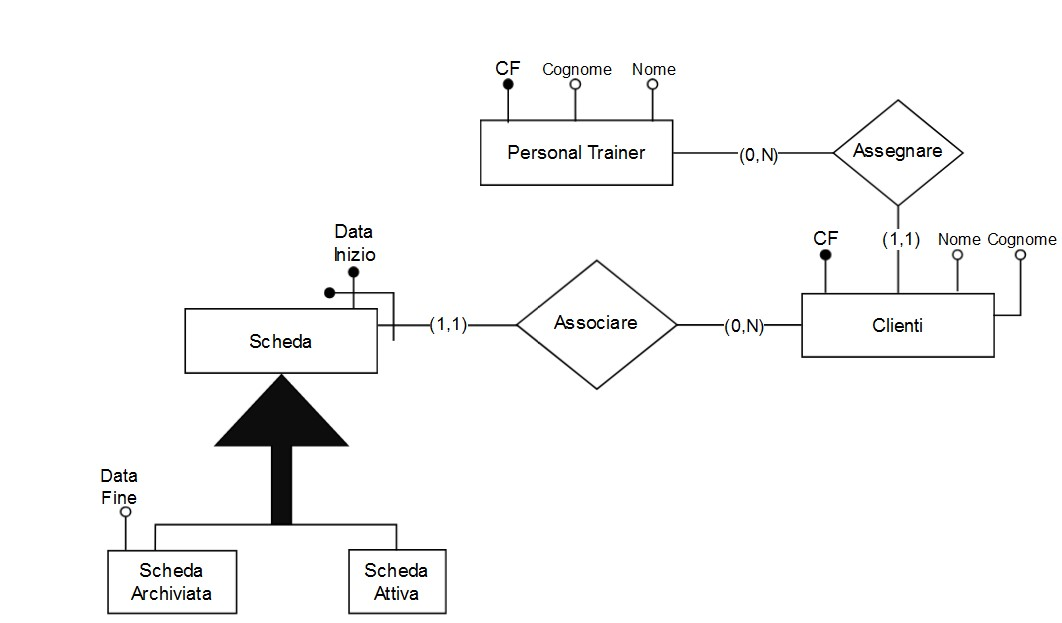 CF
Cognome
Nome
Personal Trainer
(0,N)
Assegnare
Data
Inizio
CF
(1,1)
Nome
Cognome
Scheda
(1,1)
Associare
(0,N)
Clienti
Data
Fine
Scheda
Archiviata
Scheda
Attiva